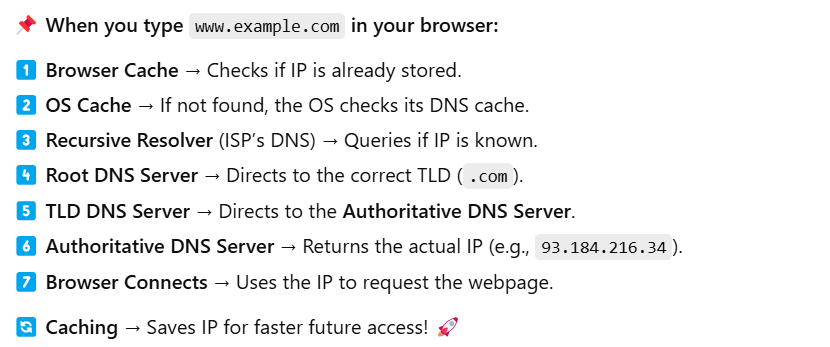 📌 When you type www.example.com in your browser:
1️⃣ Browser Cache → Checks if IP is already stored.
2️⃣ OS Cache → If not found, the OS checks its DNS cache.
3️⃣ Recursive Resolver (ISP’s DNS) → Queries if IP is known.
4️⃣ Root DNS Server → Directs to the correct TLD (.com).
5️⃣ TLD DNS Server → Directs to the Authoritative DNS Server.
6️⃣ Authoritative DNS Server → Returns the actual IP (e.g., 93.184.216.34).
7️⃣ Browser Connects → Uses the IP to request the webpage.
🔄 Caching → Saves IP for faster future access! 🚀